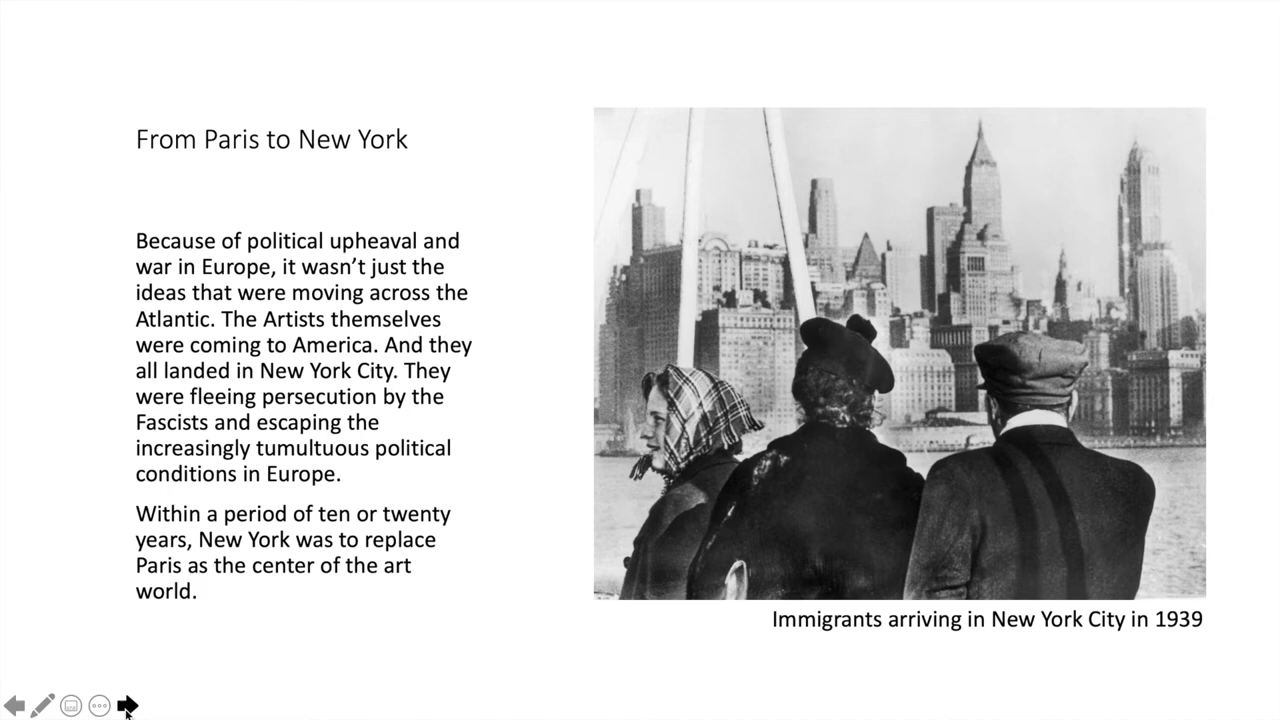 From Paris to New York
Because of political upheaval and
war in Europe, it wasn’t just the
ideas that were moving across the
Atlantic. The Artists themselves
were coming to America. And they
all landed in New York City. They
were fleeing persecution by the
Fascists and escaping the
increasingly tumultuous political
conditions in Europe.
Within a period of ten or twenty
years, New York was to replace
Paris as the center of the art
world.
Immigrants arriving in New York City in 1939